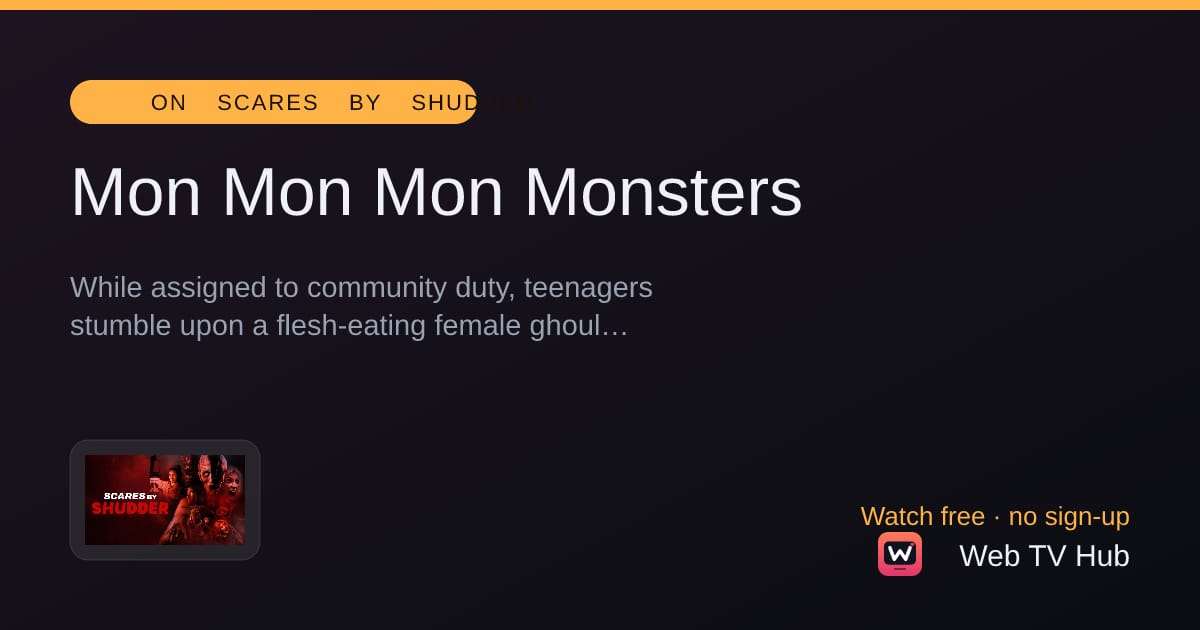 ON SCARES BY SHUDDER
Mon Mon Mon Monsters
While assigned to community duty, teenagers
stumble upon a flesh-eating female ghoul…
SCARES BY
SHUDDER
Watch free · no sign-up
W
Web TV Hub